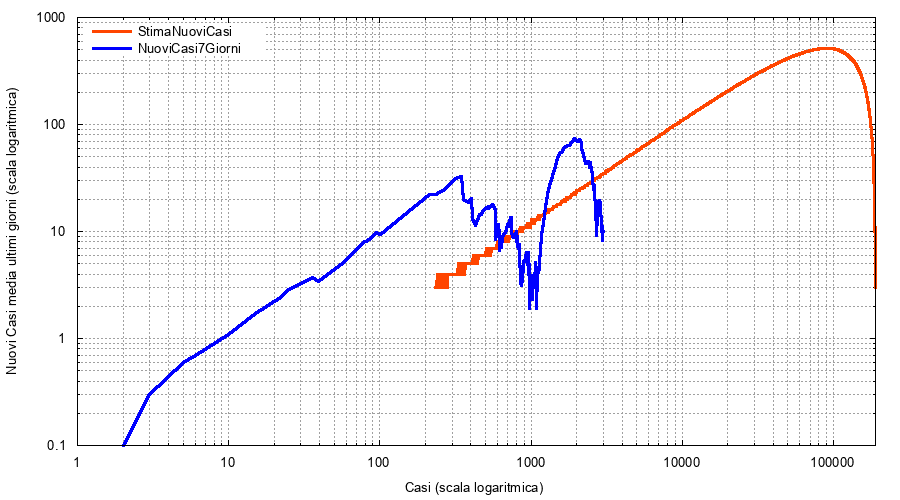 1000
StimaNuoviCasi
NuoviCasi7Giorni
100
10
1
0.1
Nuovi Casi media ultimi giorni (scala logaritmica)
1 10 100 1000 10000 100000
Casi (scala logaritmica)